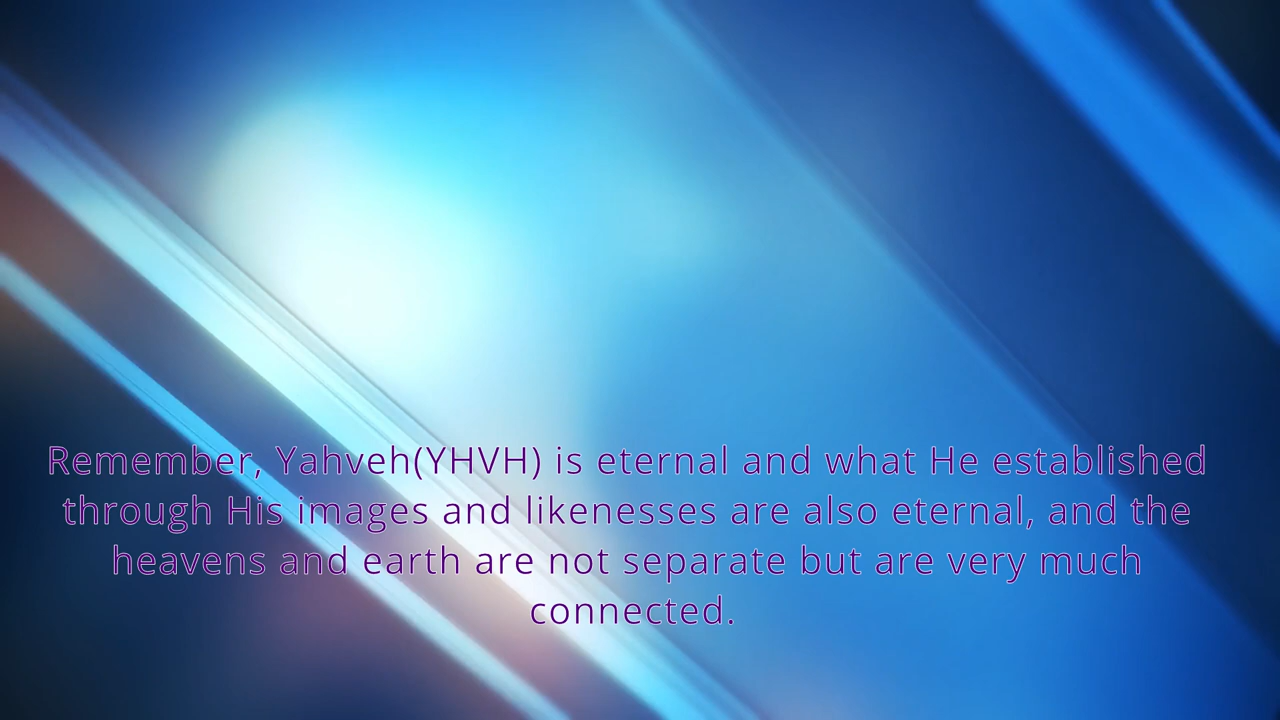 Remember, Yahveh(YHVH) is eternal and what He established
through His images and likenesses are also eternal, and the
heavens and earth are not separate but are very much
connected.